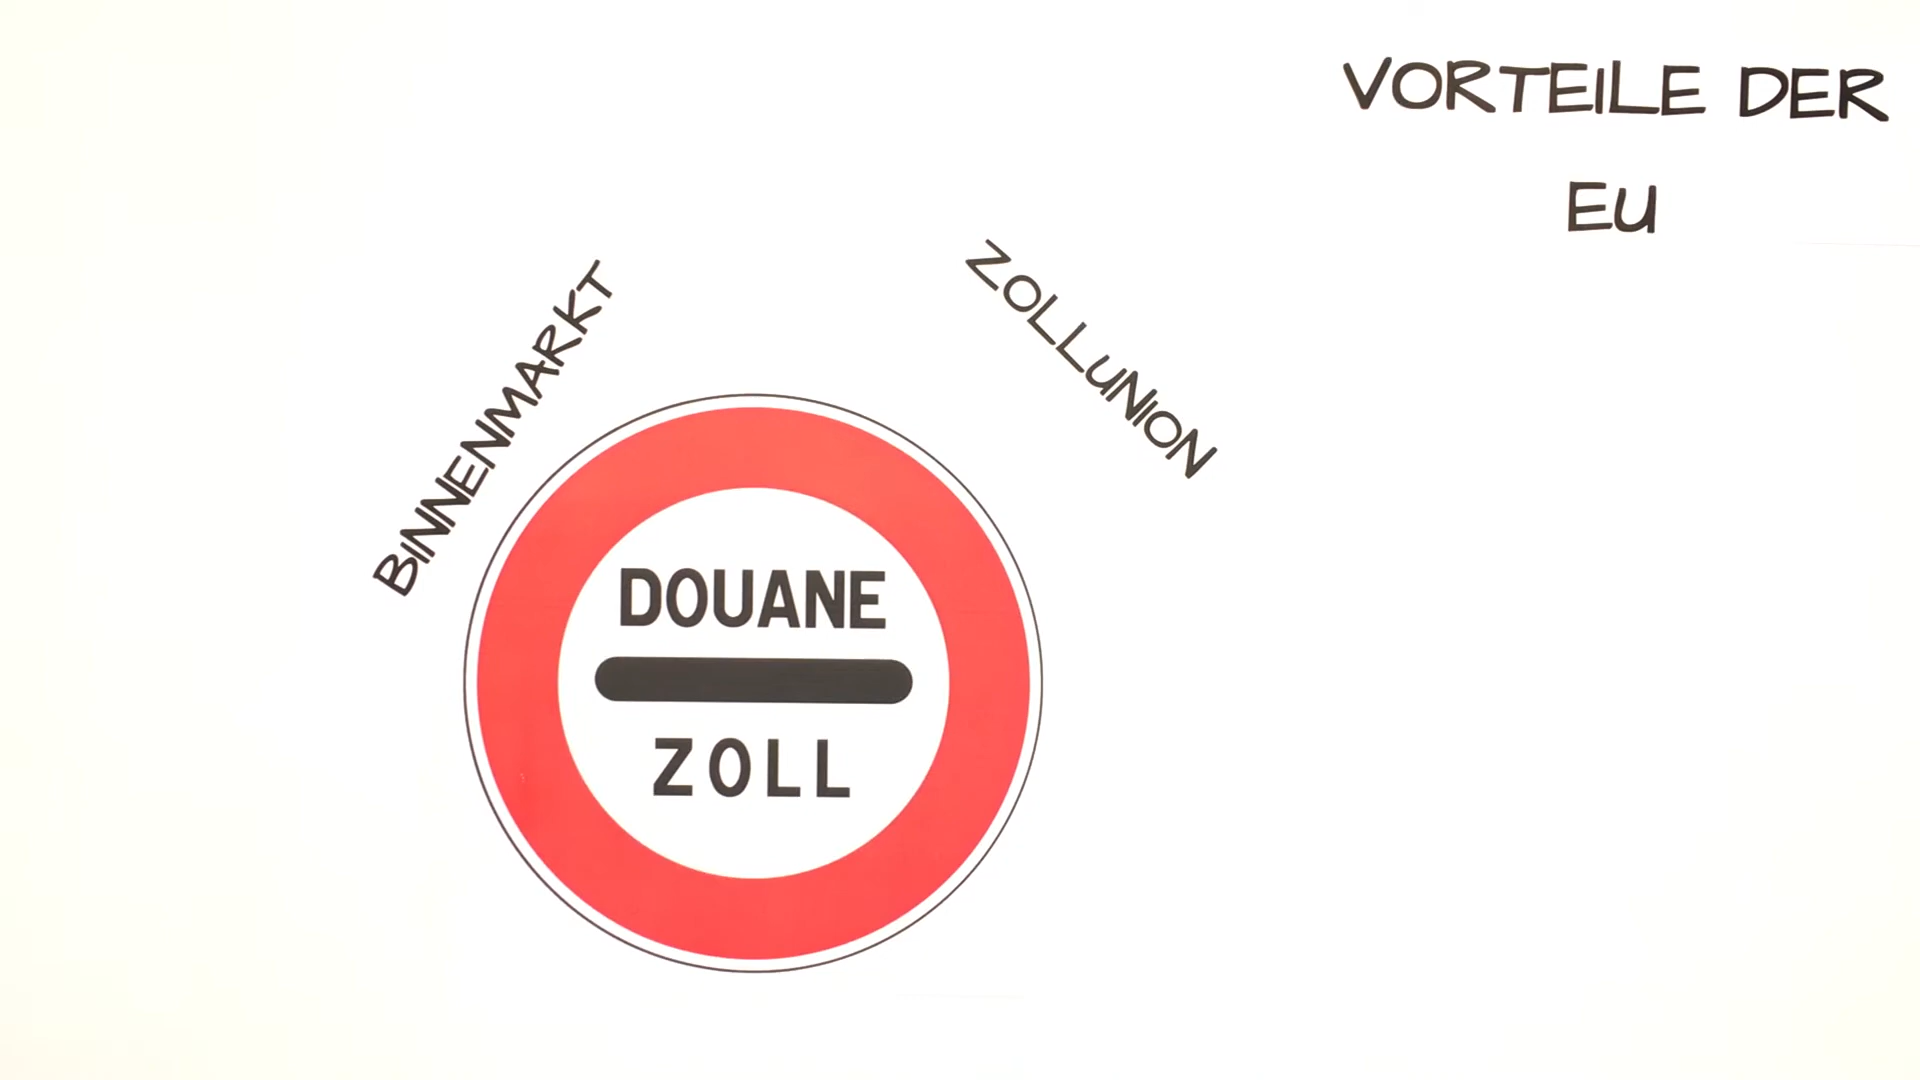 VORTEILE DER
EU
BINNENMARKT
ZOLLUNION
DOUANE
ZOLL